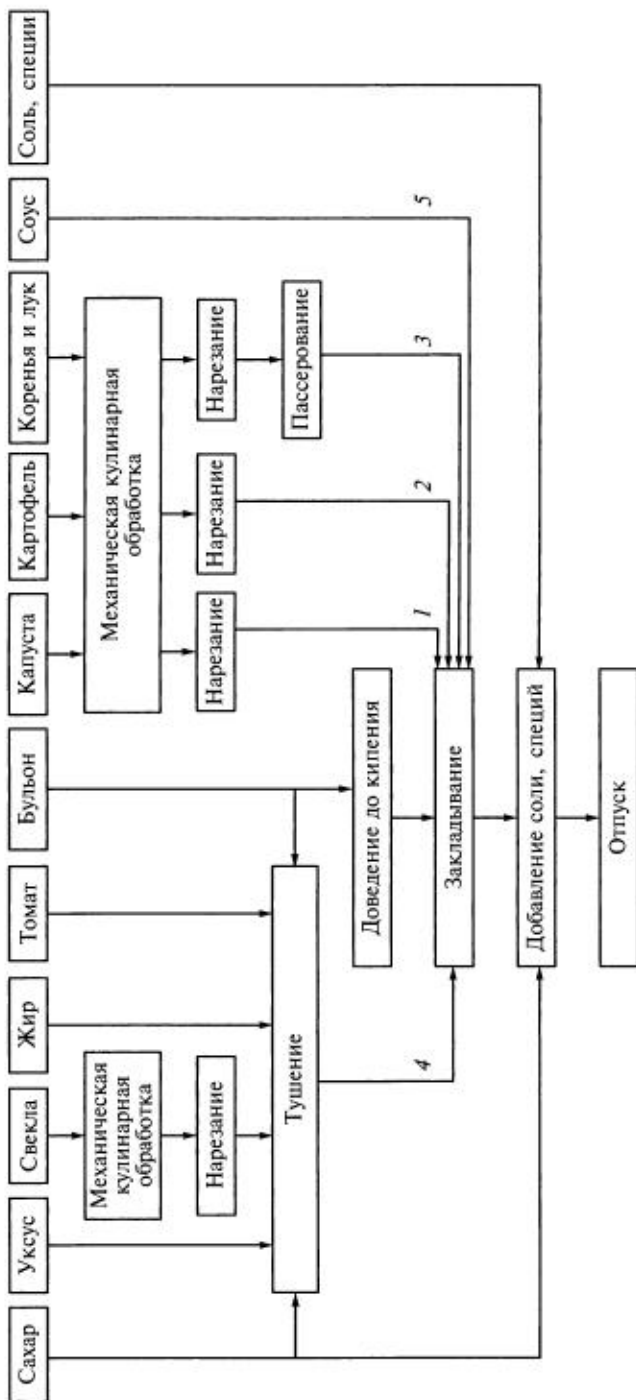 Сахар
Уксус
Свекла
Жир
Томат
Бульон
Капуста
Картофель
Коренья и лук
Соус
Соль, специи
Механическая
кулинарная
обработка
Механическая кулинарная
обработка
Нарезание
Нарезание
Нарезание
Нарезание
Пассерование
Тушение
Доведение до кипения
4
1
2
3
5
Закладывание
Добавление соли, специй
Отпуск